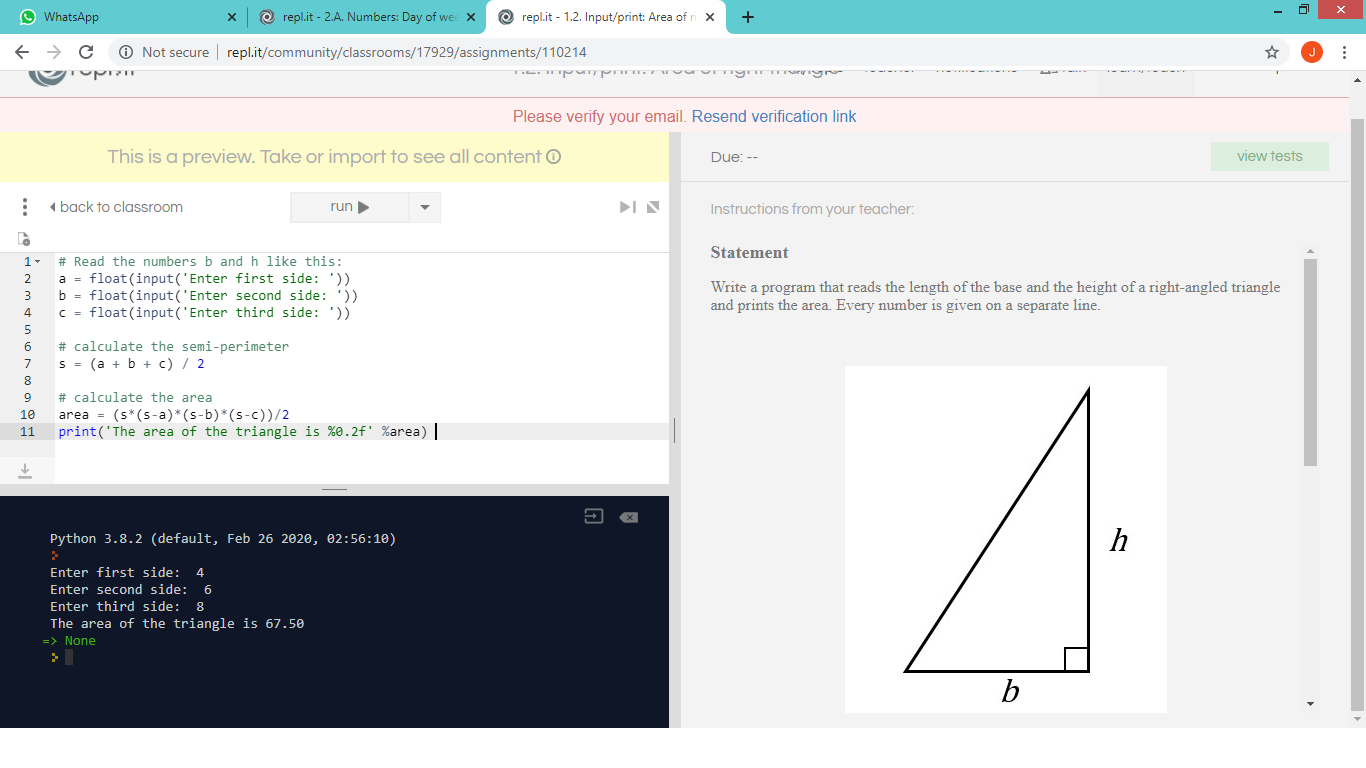 WhatsApp
repl.it - 2.A. Numbers: Day of wee
repl.it - 1.2. Input/print: Area of ri
Not secure | repl.it/community/classrooms/17929/assignments/110214
J
Please verify your email. Resend verification link
This is a preview. Take or import to see all content
back to classroom
run
1 # Read the numbers b and h like this:
2 a = float(input('Enter first side: '))
3 b = float(input('Enter second side: '))
4 c = float(input('Enter third side: '))
5
6 # calculate the semi-perimeter
7 s = (a + b + c) / 2
8
9 # calculate the area
10 area = (s*(s-a)*(s-b)*(s-c))/2
11 print('The area of the triangle is %0.2f' %area)
Python 3.8.2 (default, Feb 26 2020, 02:56:10)
Enter first side: 4
Enter second side: 6
Enter third side: 8
The area of the triangle is 67.50
=> None
Due: --
view tests
Instructions from your teacher:
Statement
Write a program that reads the length of the base and the height of a right-angled triangle
and prints the area. Every number is given on a separate line.
h
b